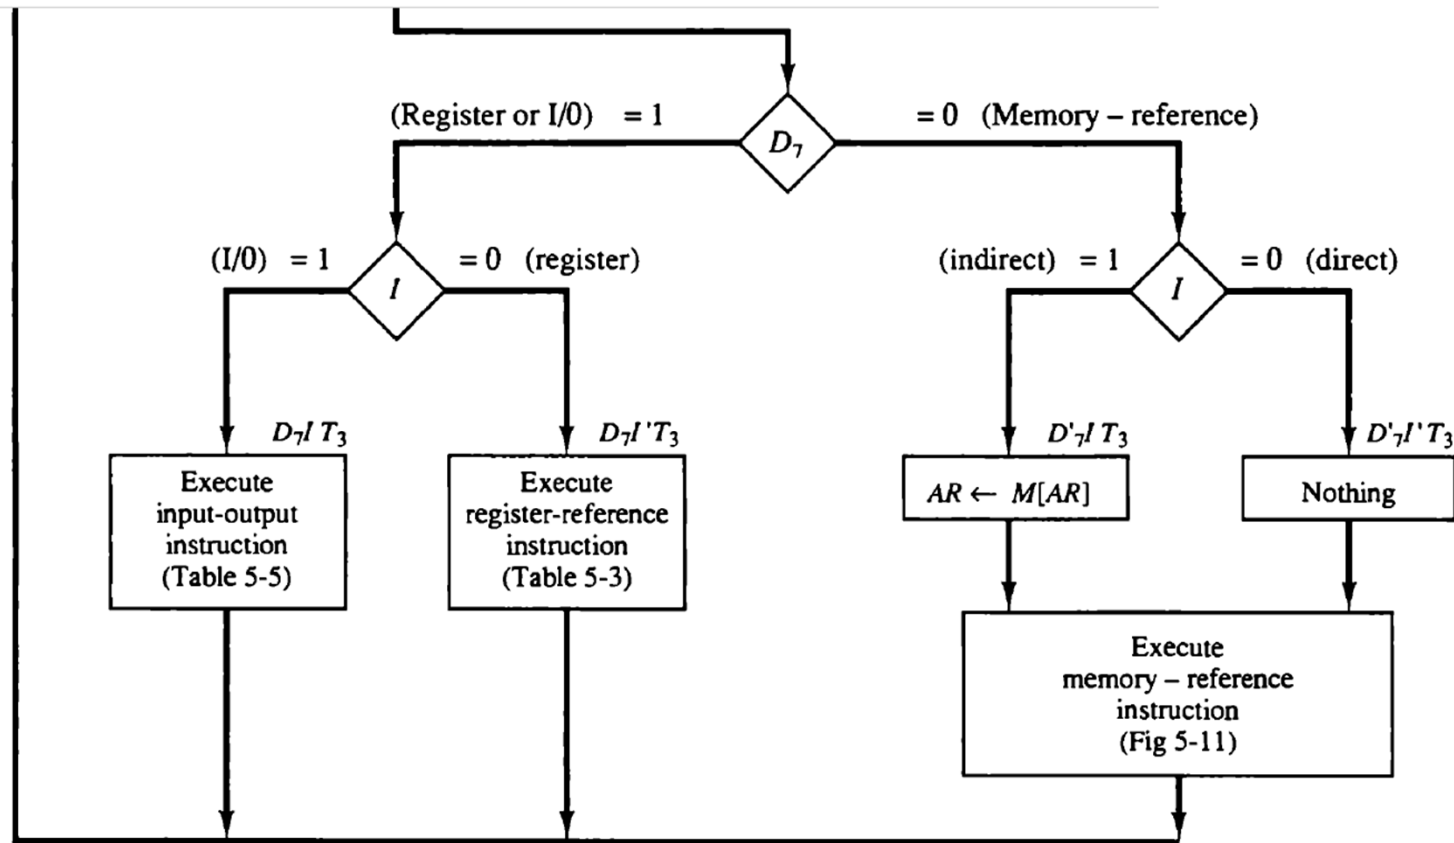 (Register or I/0) = 1
= 0 (Memory – reference)
D₇
(I/0) = 1
= 0 (register)
I
(indirect) = 1
= 0 (direct)
I
D₇I T₃
D₇I 'T₃
D'₇I T₃
D'₇I ' T₃
Execute
input-output
instruction
(Table 5-5)
Execute
register-reference
instruction
(Table 5-3)
AR ← M[AR]
Nothing
Execute
memory – reference
instruction
(Fig 5-11)